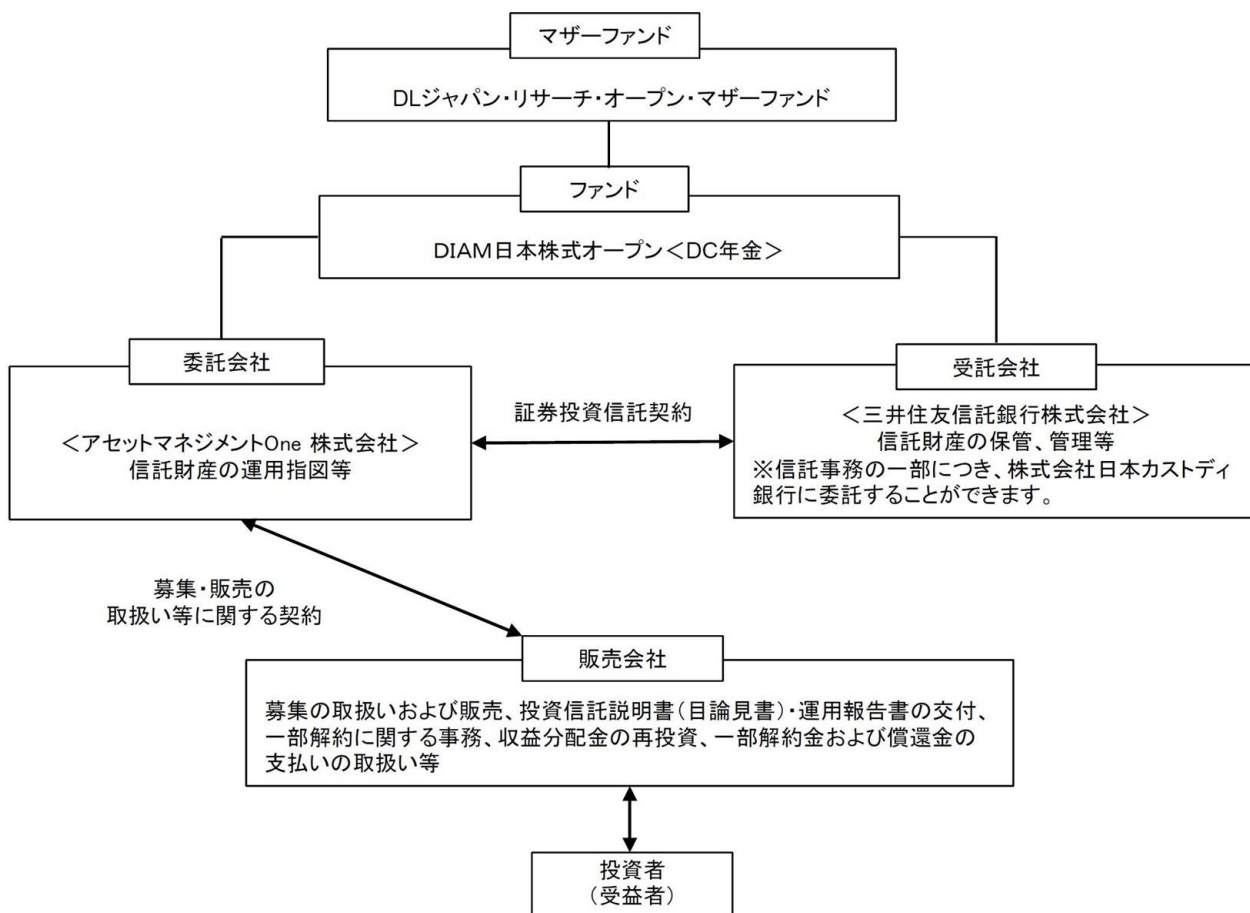 マザーファンド
DLジャパン・リサーチ・オープン・マザーファンド
ファンド
DIAM日本株式オープン<DC年金>
委託会社
<アセットマネジメントOne 株式会社>
信託財産の運用指図等
証券投資信託契約
受託会社
<三井住友信託銀行株式会社>
信託財産の保管、管理等
※信託事務の一部につき、株式会社日本カストディ
銀行に委託することができます。
募集・販売の
取扱い等に関する契約
販売会社
募集の取扱いおよび販売、投資信託説明書(目論見書)・運用報告書の交付、
一部解約に関する事務、収益分配金の再投資、一部解約金および償還金の
支払いの取扱い等
投資者
(受益者)